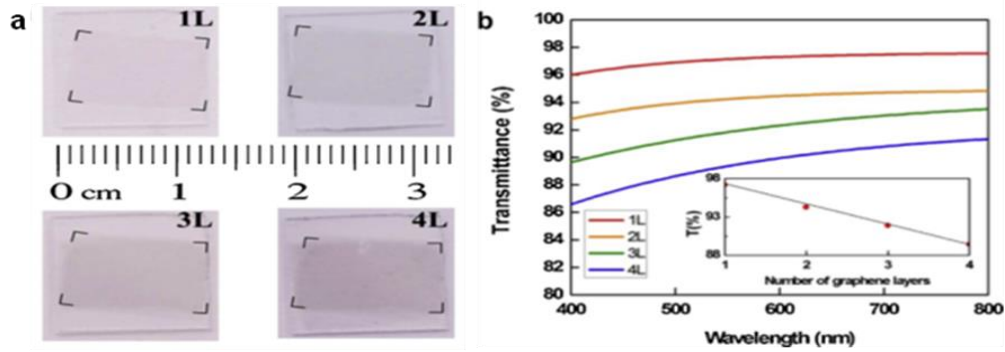 a
1L
2L
0 cm 1 2 3
3L
4L
b
Transmittance (%)
100
98
96
94
92
90
88
86
84
82
80
400 500 600 700 800
Wavelength (nm)
1L
2L
3L
4L
T(%)
98
93
88
1 2 3 4
Number of graphene layers